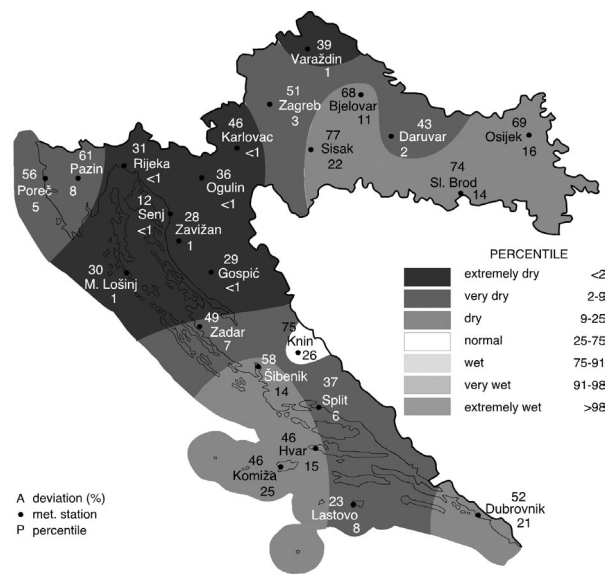 39
Varaždin
1
51
Zagreb
3
68
Bjelovar
11
43
Daruvar
2
69
Osijek
16
46
Karlovac
<1
77
Sisak
22
74
Sl. Brod
14
31
Rijeka
<1
61
Pazin
8
56
Poreč
5
36
Ogulin
<1
12
Senj
<1
28
Zavižan
1
29
Gospić
<1
30
M. Lošinj
1
49
Zadar
7
75
Knin
26
58
Šibenik
14
37
Split
6
46
Hvar
15
46
Komiža
25
23
Lastovo
8
52
Dubrovnik
21
PERCENTILE
extremely dry <2
very dry 2-9
dry 9-25
normal 25-75
wet 75-91
very wet 91-98
extremely wet >98
A deviation (%)
● met. station
P percentile